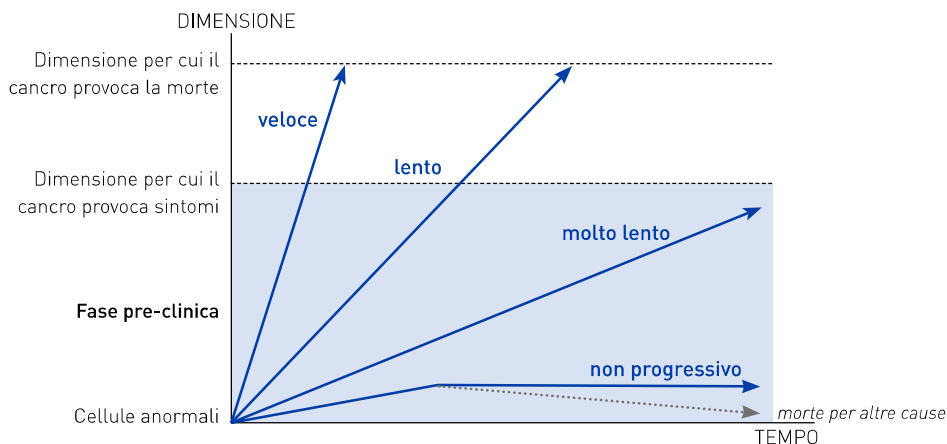 DIMENSIONE
Dimensione per cui il
cancro provoca la morte
veloce
lento
Dimensione per cui il
cancro provoca sintomi
molto lento
Fase pre-clinica
non progressivo
Cellule anormali
morte per altre cause
TEMPO